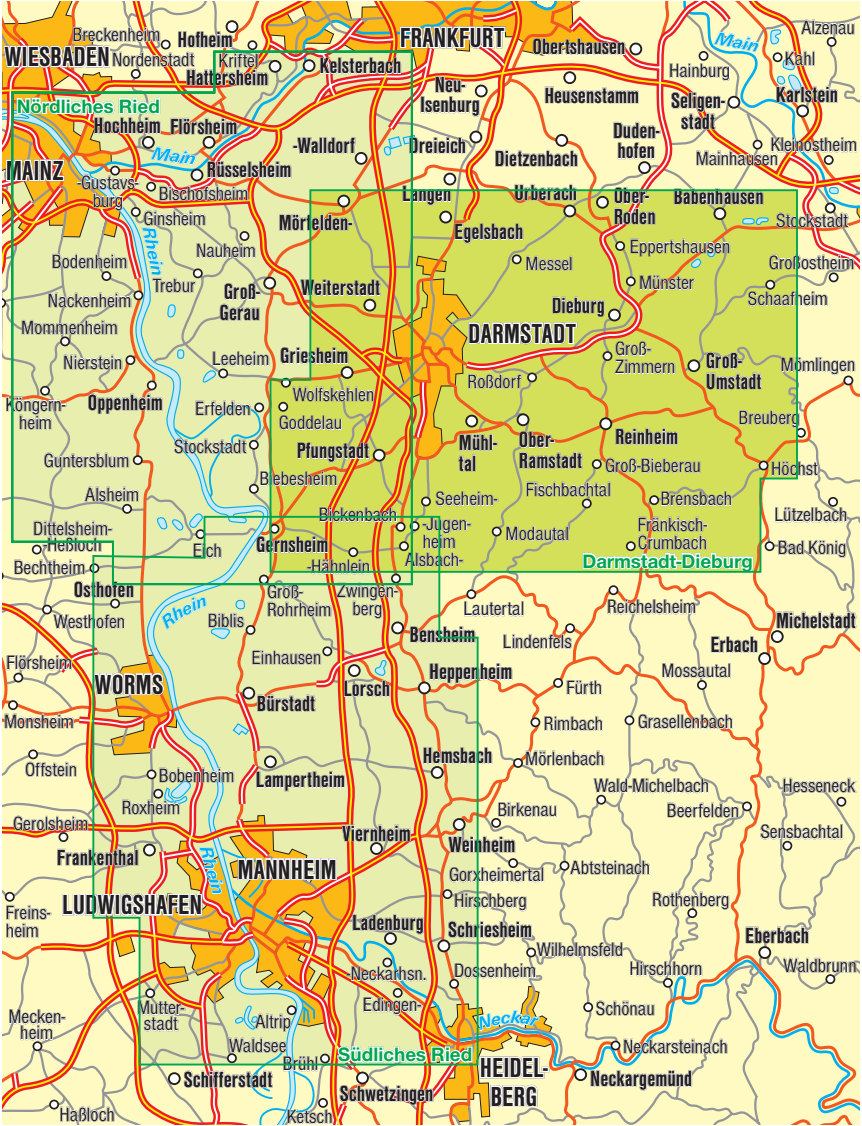 Breckenheim
Hofheim
FRANKFURT
Obertshausen
Main
Alzenau
WIESBADEN
Nordenstadt
Kriftel
Hattersheim
Kelsterbach
Hainburg
Kahl
Neu-
Isenburg
Heusenstamm
Seligen-
stadt
Karlstein
Nördliches Ried
Hochheim
Flörsheim
-Walldorf
Dreieich
Dietzenbach
Duden-
hofen
Mainhausen
Kleinostheim
Main
MAINZ
Rüsselsheim
-Gustavs-
burg
Bischofsheim
Langen
Urberach
Ober-
Roden
Babenhausen
Stockstadt
Ginsheim
Mörfelden-
Egelsbach
Rhein
Nauheim
Eppertshausen
Bodenheim
Trebur
Messel
Großostheim
Nackenheim
Groß-
Gerau
Weiterstadt
Münster
Schaafheim
Mommenheim
Dieburg
DARMSTADT
Nierstein
Leeheim
Griesheim
Groß-
Zimmern
Groß-
Umstadt
Mömlingen
Roßdorf
Köngern-
heim
Oppenheim
Erfelden
Wolfskehlen
Goddelau
Breuberg
Stockstadt
Pfungstadt
Mühl-
tal
Ober-
Ramstadt
Reinheim
Guntersblum
Biebesheim
Groß-Bieberau
Höchst
Alsheim
Seeheim-
Fischbachtal
Brensbach
Lützelbach
Bickenbach
-Jugen-
heim
Modautal
Fränkisch-
Crumbach
Dittelsheim-
Heßloch
Eich
Gernsheim
-Hähnlein
Alsbach-
Bad König
Darmstadt-Dieburg
Bechtheim
Osthofen
Groß-
Rohrheim
Zwingen-
berg
Lautertal
Reichelsheim
Westhofen
Rhein
Biblis
Bensheim
Lindenfels
Michelstadt
Erbach
Einhausen
Flörsheim
WORMS
Lorsch
Heppenheim
Fürth
Mossautal
Bürstadt
Monsheim
Rimbach
Grasellenbach
Offstein
Bobenheim
Roxheim
Lampertheim
Hemsbach
Mörlenbach
Wald-Michelbach
Hesseneck
Beerfelden
Gerolsheim
Birkenau
Sensbachtal
Viernheim
Weinheim
Frankenthal
Rhein
MANNHEIM
Gorxheimertal
Abtsteinach
LUDWIGSHAFEN
Hirschberg
Rothenberg
Freins-
heim
Ladenburg
Schriesheim
Eberbach
Wilhelmsfeld
-Neckarhsn.
Dossenheim
Hirschhorn
Waldbrunn
Mutter-
stadt
Edingen-
Altrip
Neckar
Schönau
Mecken-
heim
Waldsee
Neckarsteinach
Brühl
Südliches Ried
HEIDEL-
BERG
Schifferstadt
Schwetzingen
Neckargemünd
Haßloch
Ketsch